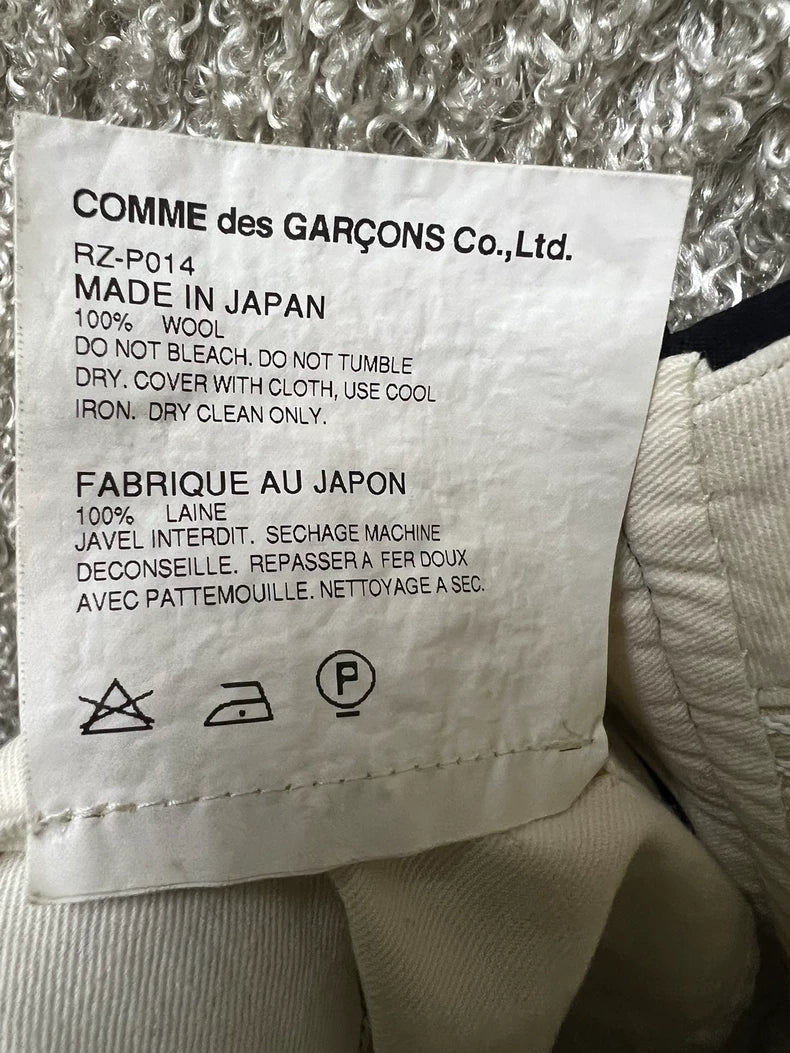 COMME des GARÇONS Co.,Ltd.
RZ-P014
MADE IN JAPAN
100% WOOL
DO NOT BLEACH. DO NOT TUMBLE
DRY. COVER WITH CLOTH, USE COOL
IRON. DRY CLEAN ONLY.
FABRIQUE AU JAPON
100% LAINE
JAVEL INTERDIT. SECHAGE MACHINE
DECONSEILLE. REPASSER A FER DOUX
AVEC PATTEMOUILLE. NETTOYAGE A SEC.
P